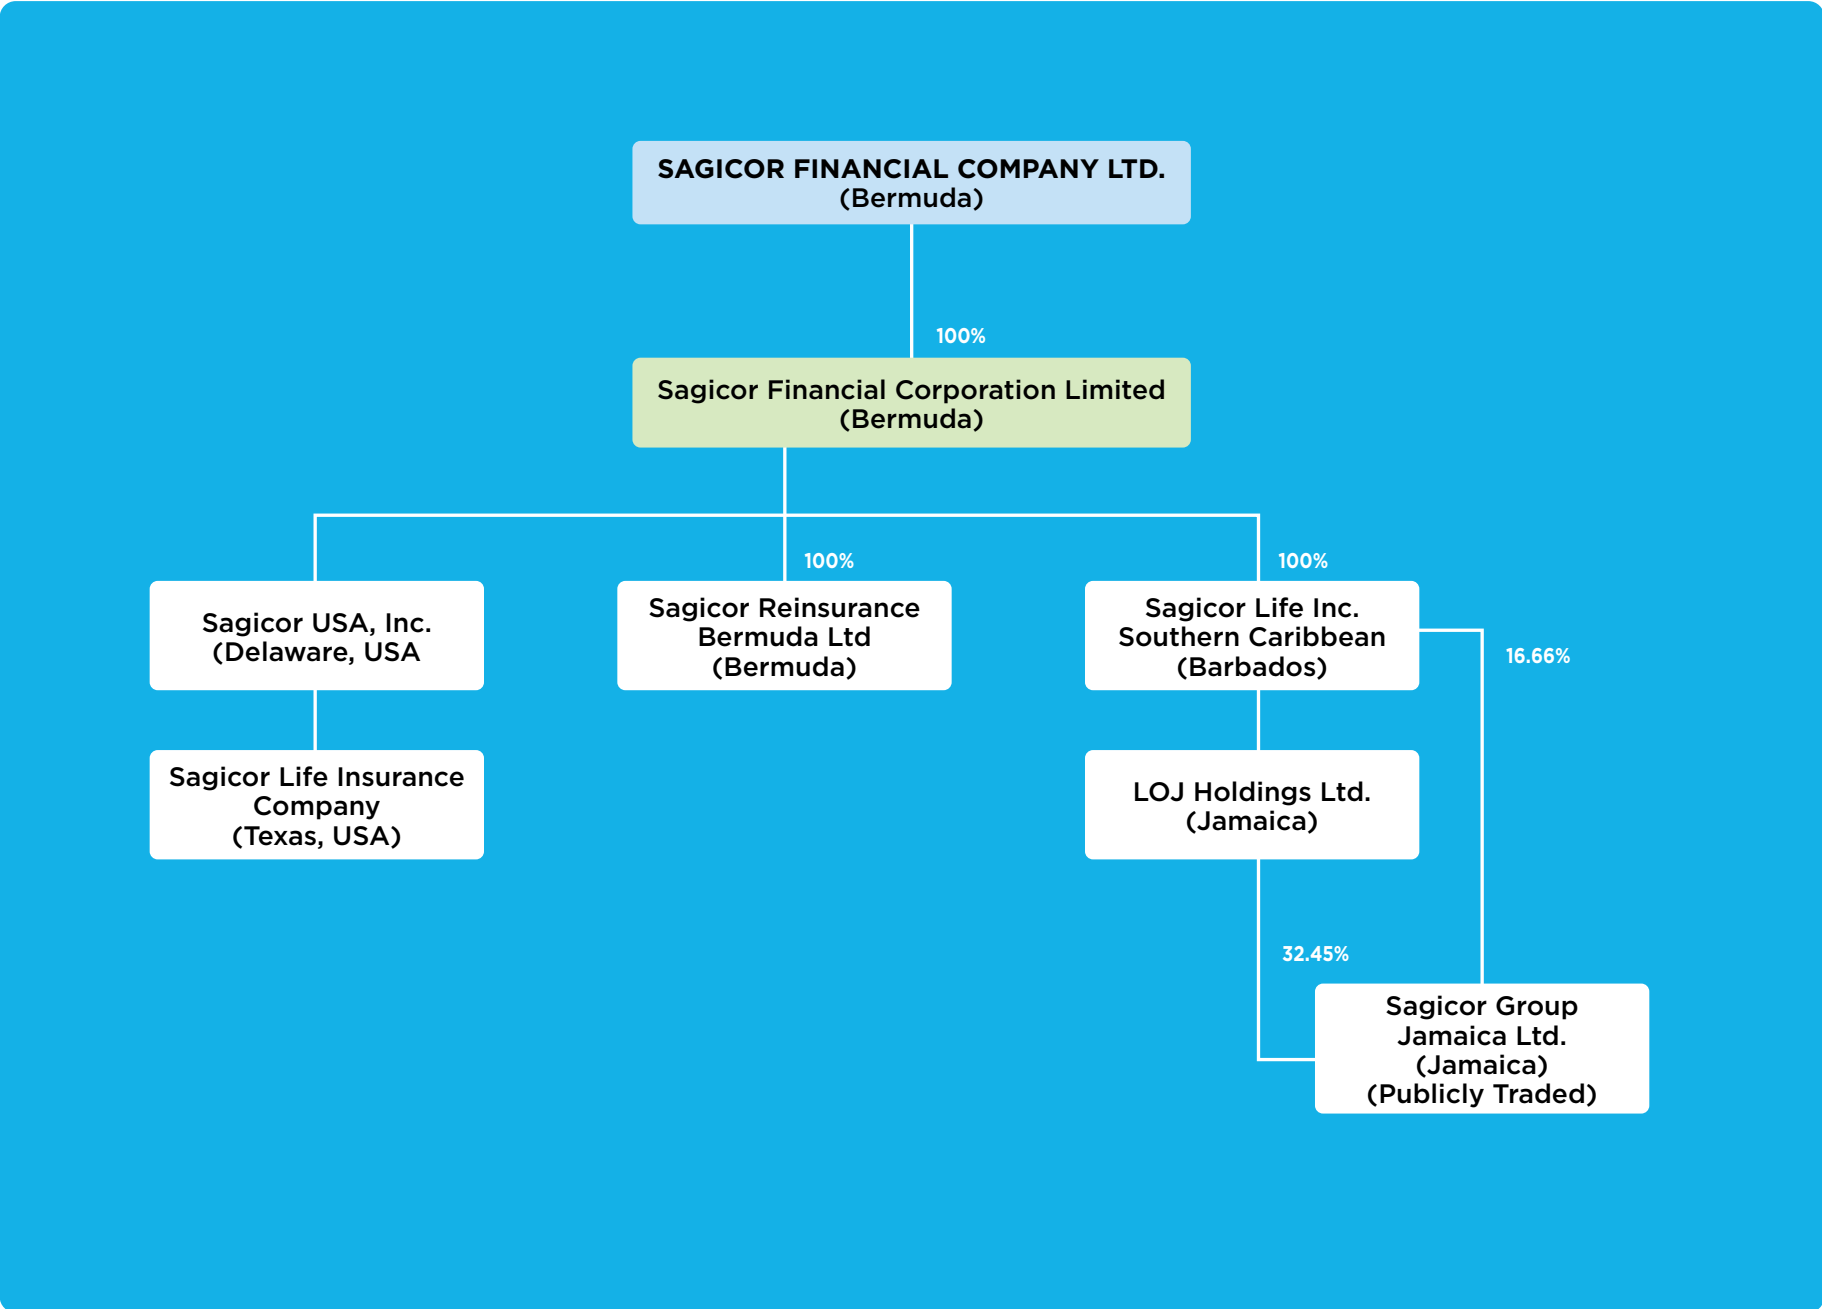 SAGICOR FINANCIAL COMPANY LTD.
(Bermuda)
100%
Sagicor Financial Corporation Limited
(Bermuda)
100%
100%
Sagicor USA, Inc.
(Delaware, USA
Sagicor Reinsurance
Bermuda Ltd
(Bermuda)
Sagicor Life Inc.
Southern Caribbean
(Barbados)
16.66%
Sagicor Life Insurance
Company
(Texas, USA)
LOJ Holdings Ltd.
(Jamaica)
32.45%
Sagicor Group
Jamaica Ltd.
(Jamaica)
(Publicly Traded)